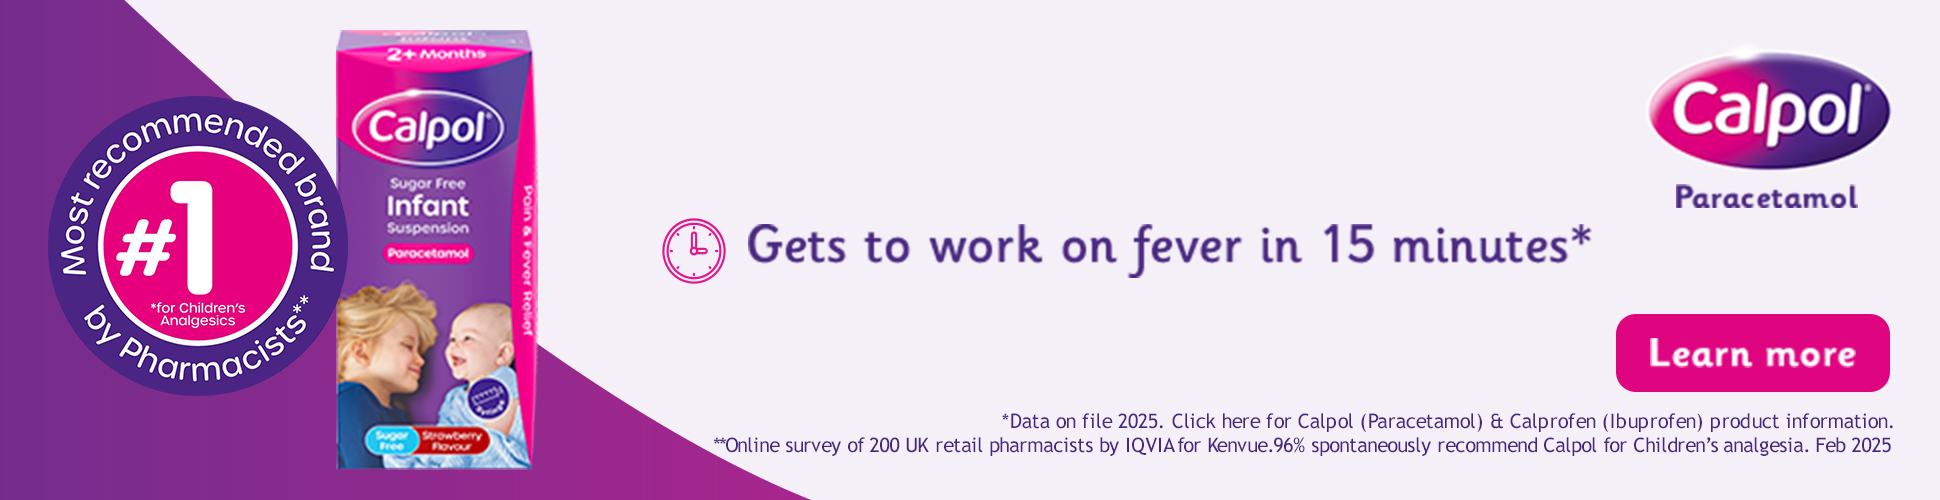 Most recommended brand
#1
*for Children's
Analgesics
by Pharmacists**
Calpol
2+ Months
Calpol
Sugar Free
Infant
Suspension
Paracetamol
Pain & Fever Relief
Sugar
Free
Strawberry
Flavour
Gets to work on fever in 15 minutes*
Calpol
Paracetamol
Learn more
*Data on file 2025. Click here for Calpol (Paracetamol) & Calprofen (Ibuprofen) product information.
**Online survey of 200 UK retail pharmacists by IQVIA for Kenvue.96% spontaneously recommend Calpol for Children's analgesia. Feb 2025